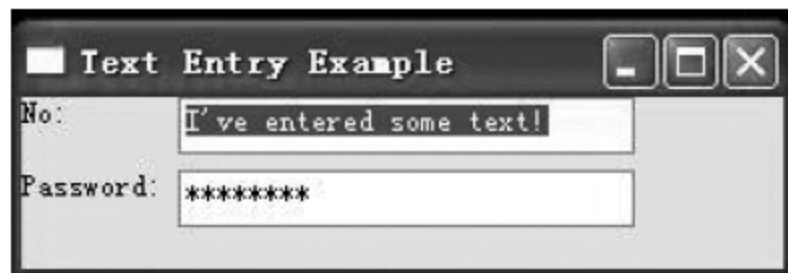 Text Entry Example
No:
I've entered some text!
Password:
********